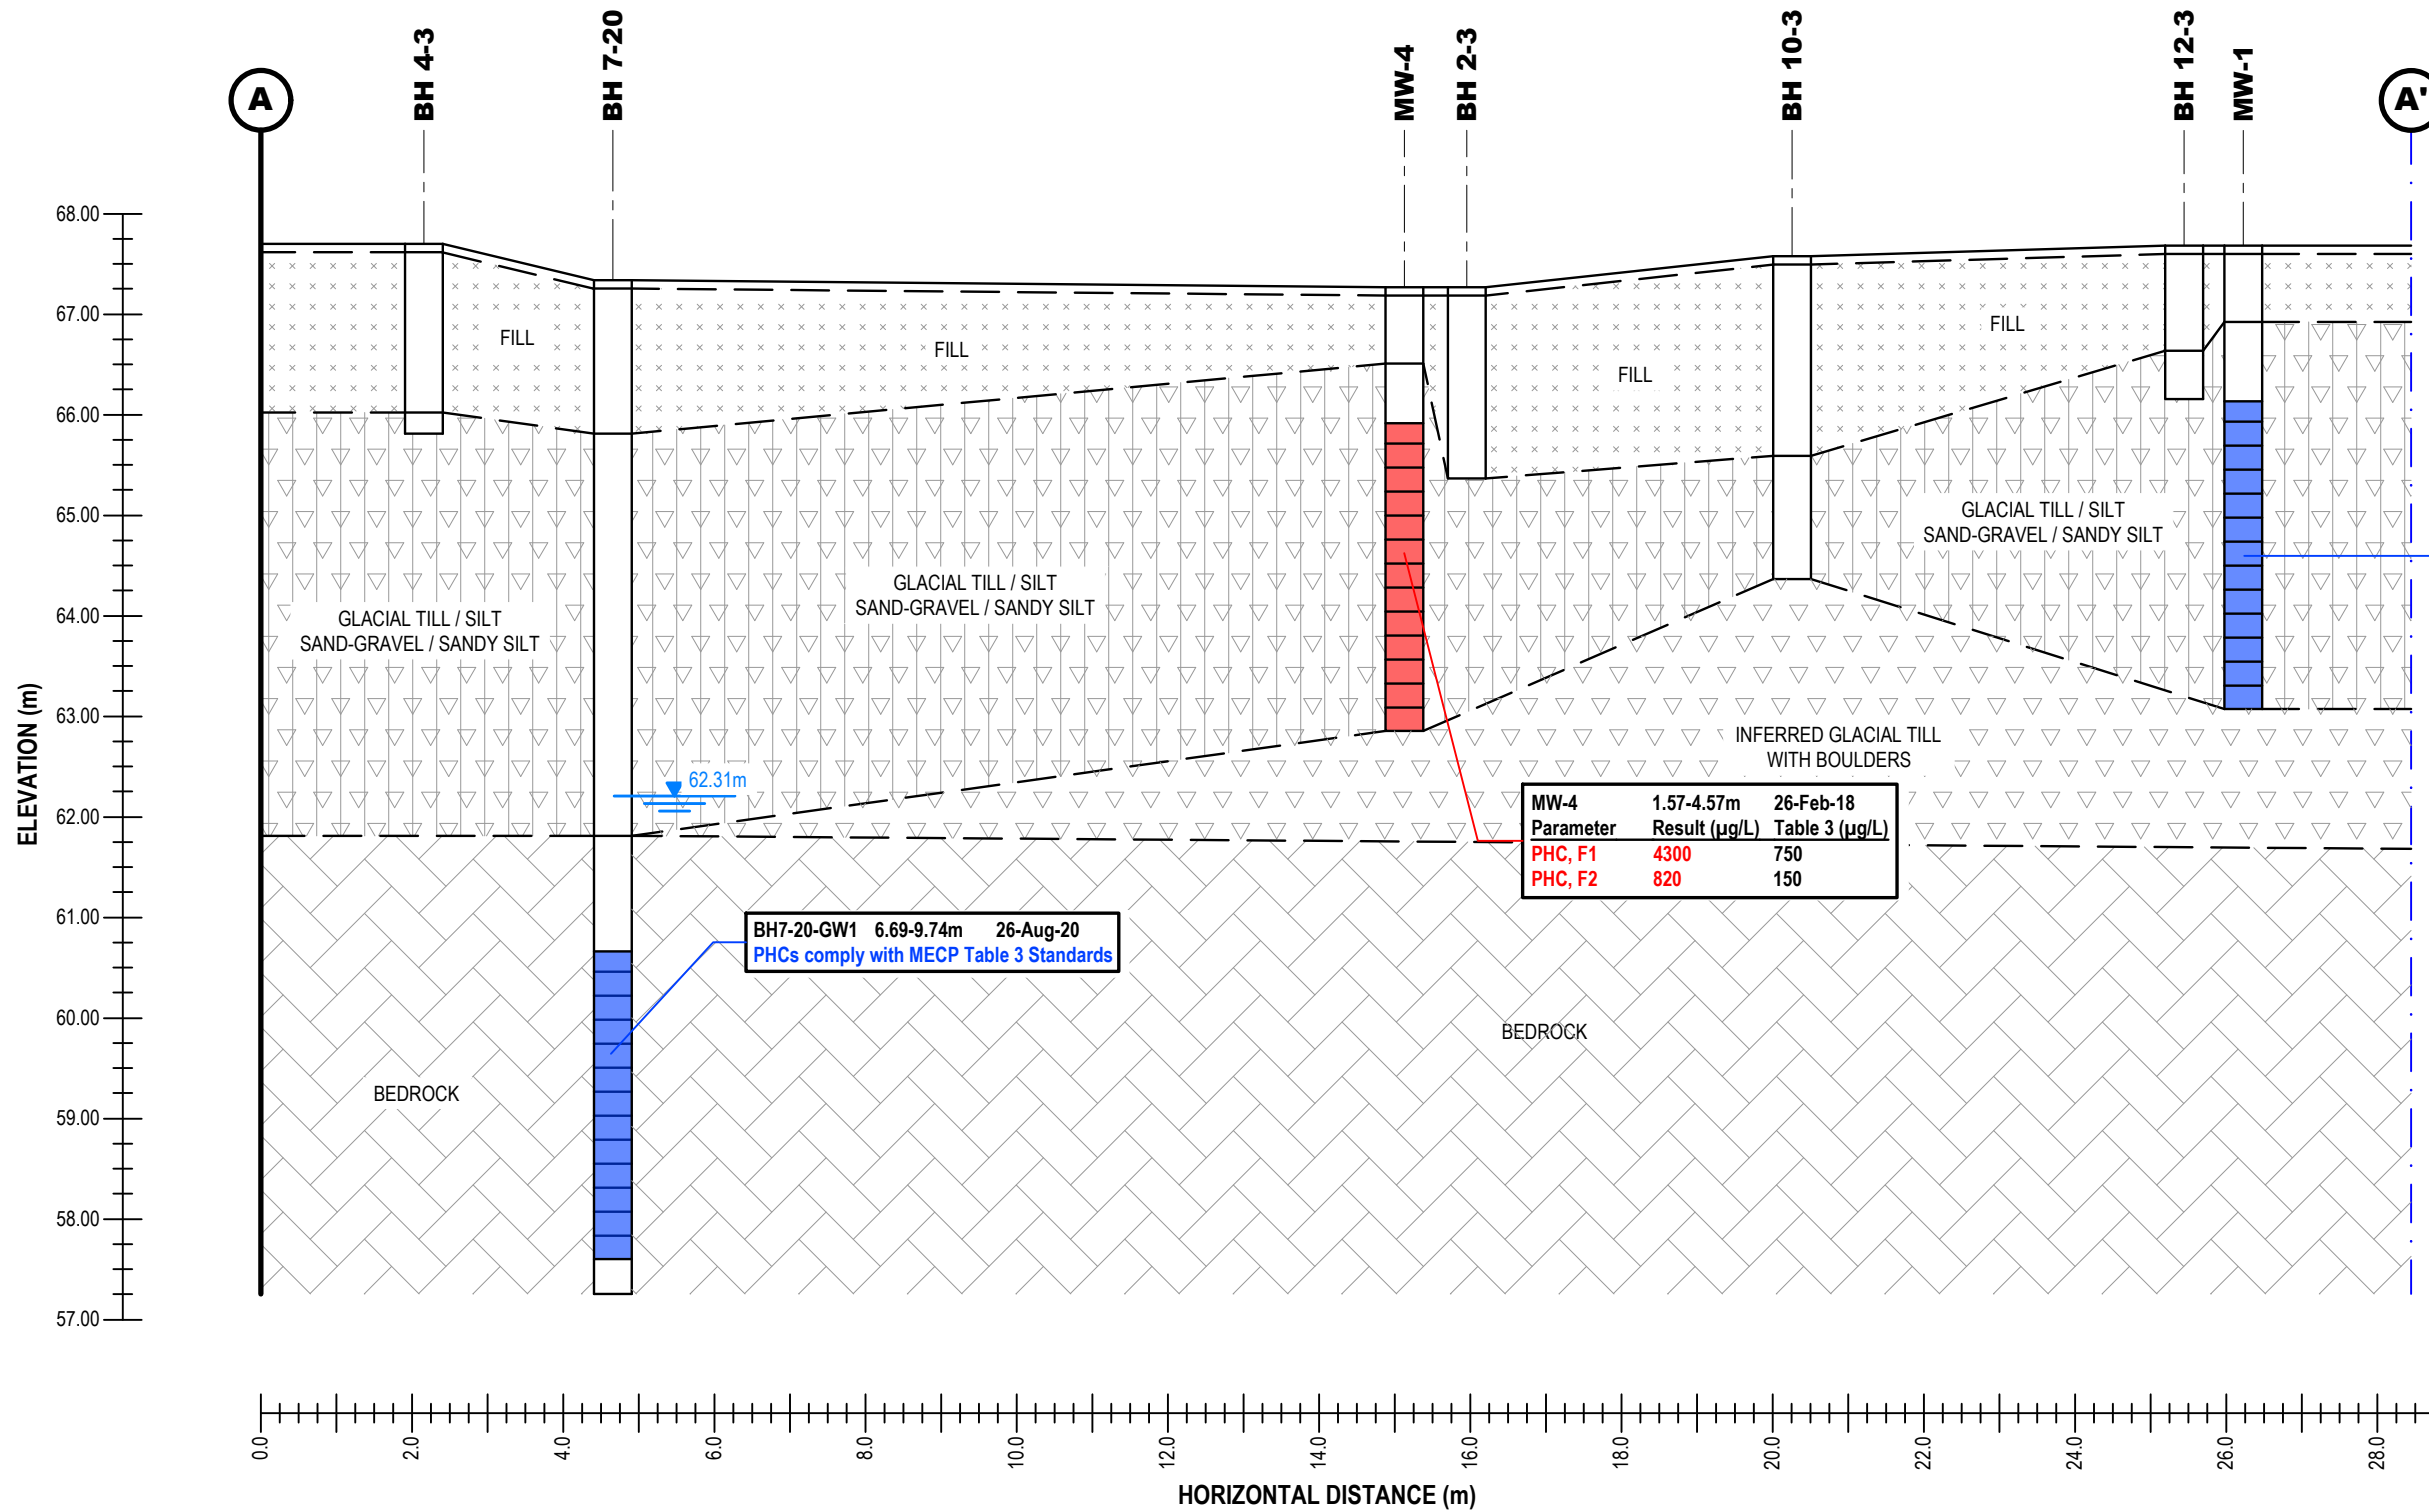 A
BH 4-3
BH 7-20
MW-4
BH 2-3
BH 10-3
BH 12-3
MW-1
A'
68.00
67.00
66.00
65.00
64.00
63.00
62.00
61.00
60.00
59.00
58.00
57.00
ELEVATION (m)
FILL
FILL
FILL
FILL
GLACIAL TILL / SILT
SAND-GRAVEL / SANDY SILT
GLACIAL TILL / SILT
SAND-GRAVEL / SANDY SILT
GLACIAL TILL / SILT
SAND-GRAVEL / SANDY SILT
INFERRED GLACIAL TILL
WITH BOULDERS
62.31m
MW-4 1.57-4.57m 26-Feb-18
Parameter Result (µg/L) Table 3 (µg/L)
PHC, F1 4300 750
PHC, F2 820 150
BH7-20-GW1 6.69-9.74m 26-Aug-20
PHCs comply with MECP Table 3 Standards
BEDROCK
BEDROCK
0.0
2.0
4.0
6.0
8.0
10.0
12.0
14.0
16.0
18.0
20.0
22.0
24.0
26.0
28.0
HORIZONTAL DISTANCE (m)